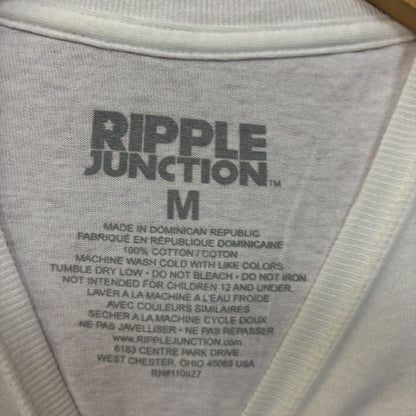 RIPPLE
JUNCTION™
M
MADE IN DOMINICAN REPUBLIC
FABRIQUÉ EN RÉPUBLIQUE DOMINICAINE
100% COTTON / COTON
MACHINE WASH COLD WITH LIKE COLORS
TUMBLE DRY LOW • DO NOT BLEACH • DO NOT IRON
NOT INTENDED FOR CHILDREN 12 AND UNDER.
LAVER A LA MACHINE A L'EAU FROIDE
AVEC COULEURS SIMILAIRES
SECHER A LA MACHINE CYCLE DOUX
NE PAS JAVELLISER • NE PAS REPASSER
www.RIPPLEJUNCTION.COM
6183 CENTRE PARK DRIVE
WEST CHESTER, OHIO 45069 USA
RN#110927